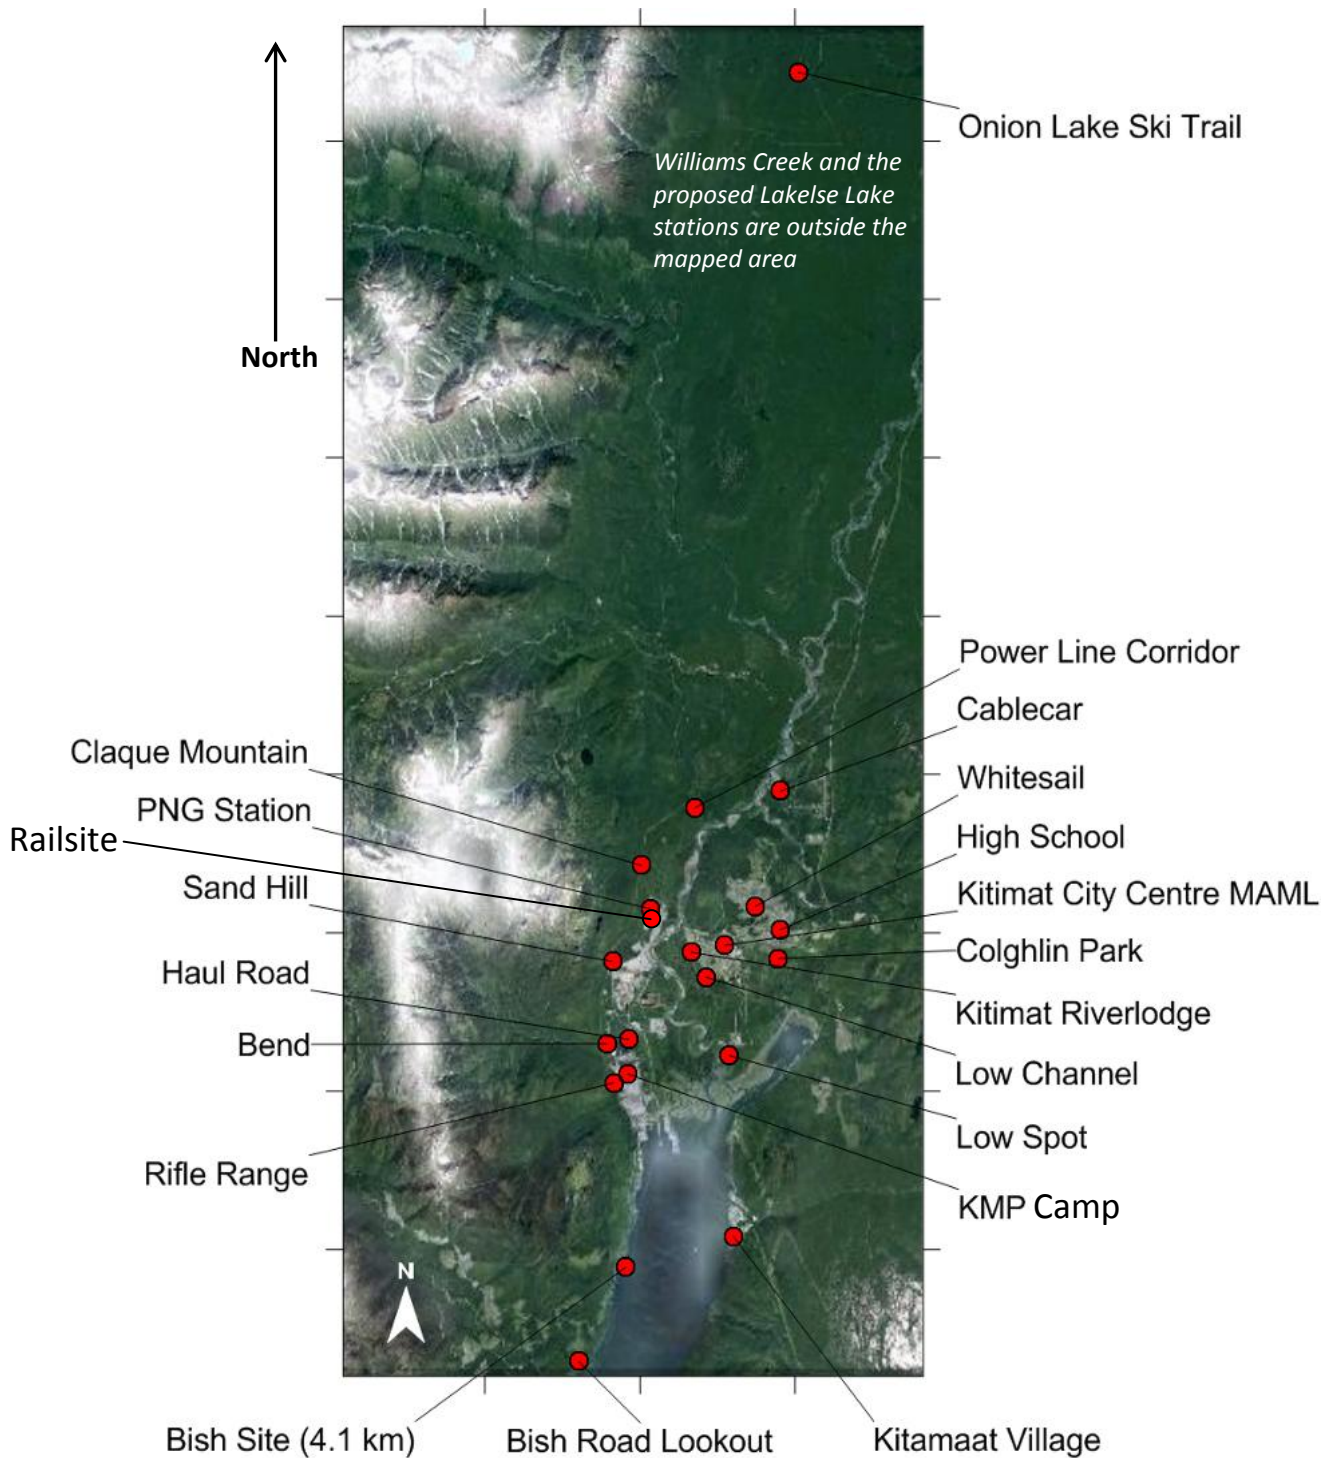 Onion Lake Ski Trail
Williams Creek and the
proposed Lakelse Lake
stations are outside the
mapped area
North
Power Line Corridor
Cablecar
Claque Mountain
Whitesail
PNG Station
High School
Railsite
Sand Hill
Kitimat City Centre MAML
Colghlin Park
Haul Road
Kitimat Riverlodge
Bend
Low Channel
Low Spot
Rifle Range
KMP Camp
N
Bish Site (4.1 km)
Bish Road Lookout
Kitamaat Village